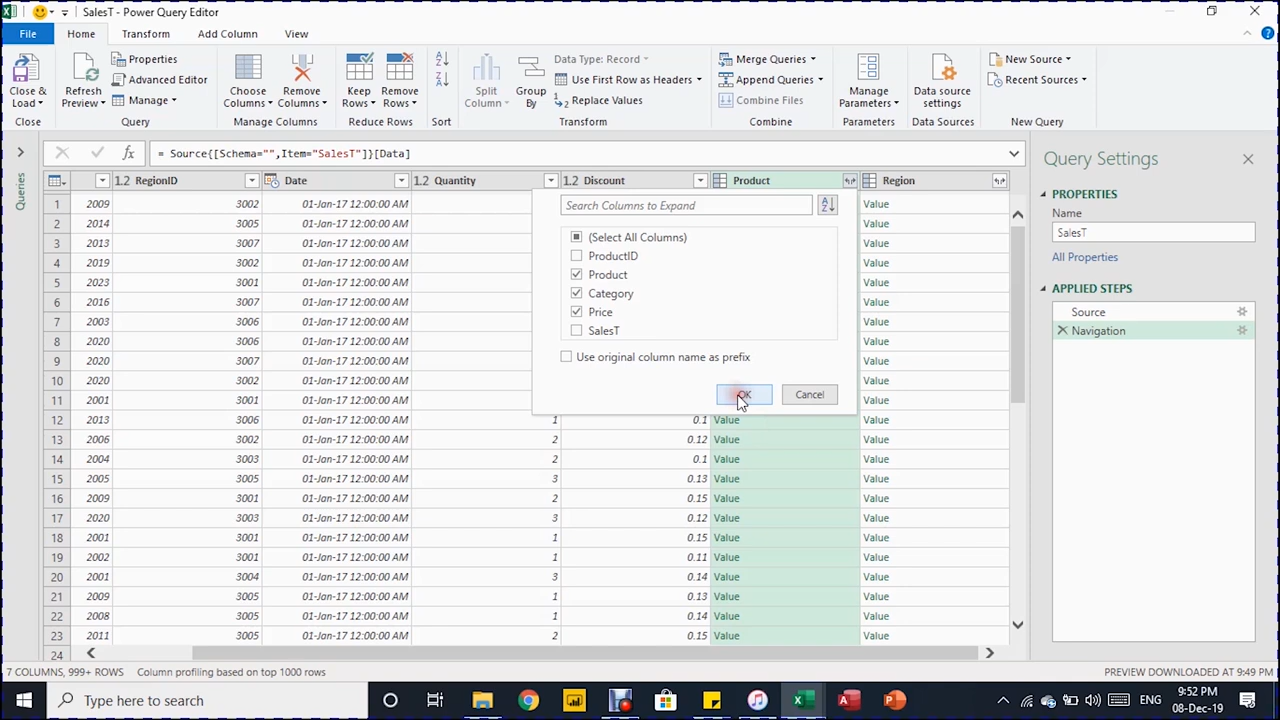 SalesT - Power Query Editor
File Home Transform Add Column View
Close & Load
Refresh Preview
Properties
Advanced Editor
Manage
Choose Columns
Remove Columns
Keep Rows
Remove Rows
Split Column
Group By
Data Type: Record
Use First Row as Headers
Replace Values
Merge Queries
Append Queries
Combine Files
Manage Parameters
Data source settings
New Source
Recent Sources
Close Query Manage Columns Reduce Rows Sort Transform Combine Parameters Data Sources New Query
Queries
= Source{[Schema="",Item="SalesT"]}[Data]
1.2 RegionID Date 1.2 Quantity 1.2 Discount Product Region
1 2009 3002 01-Jan-17 12:00:00 AM Value
2 2014 3005 01-Jan-17 12:00:00 AM Value
3 2013 3007 01-Jan-17 12:00:00 AM Value
4 2019 3002 01-Jan-17 12:00:00 AM Value
5 2023 3001 01-Jan-17 12:00:00 AM Value
6 2016 3007 01-Jan-17 12:00:00 AM Value
7 2003 3006 01-Jan-17 12:00:00 AM Value
8 2020 3006 01-Jan-17 12:00:00 AM Value
9 2020 3007 01-Jan-17 12:00:00 AM Value
10 2020 3002 01-Jan-17 12:00:00 AM Value
11 2001 3001 01-Jan-17 12:00:00 AM Value
12 2013 3006 01-Jan-17 12:00:00 AM 1 0.1 Value Value
13 2006 3002 01-Jan-17 12:00:00 AM 2 0.12 Value Value
14 2004 3003 01-Jan-17 12:00:00 AM 2 0.1 Value Value
15 2005 3005 01-Jan-17 12:00:00 AM 3 0.13 Value Value
16 2009 3001 01-Jan-17 12:00:00 AM 2 0.15 Value Value
17 2020 3003 01-Jan-17 12:00:00 AM 3 0.12 Value Value
18 2001 3001 01-Jan-17 12:00:00 AM 1 0.15 Value Value
19 2002 3001 01-Jan-17 12:00:00 AM 1 0.11 Value Value
20 2001 3004 01-Jan-17 12:00:00 AM 3 0.14 Value Value
21 2009 3005 01-Jan-17 12:00:00 AM 1 0.13 Value Value
22 2008 3005 01-Jan-17 12:00:00 AM 1 0.14 Value Value
23 2011 3005 01-Jan-17 12:00:00 AM 2 0.15 Value Value
24
Search Columns to Expand
(Select All Columns)
ProductID
Product
Category
Price
SalesT
Use original column name as prefix
OK Cancel
Query Settings
PROPERTIES
Name
SalesT
All Properties
APPLIED STEPS
Source
Navigation
7 COLUMNS, 999+ ROWS Column profiling based on top 1000 rows PREVIEW DOWNLOADED AT 9:49 PM
Type here to search
ENG
9:52 PM
08-Dec-19